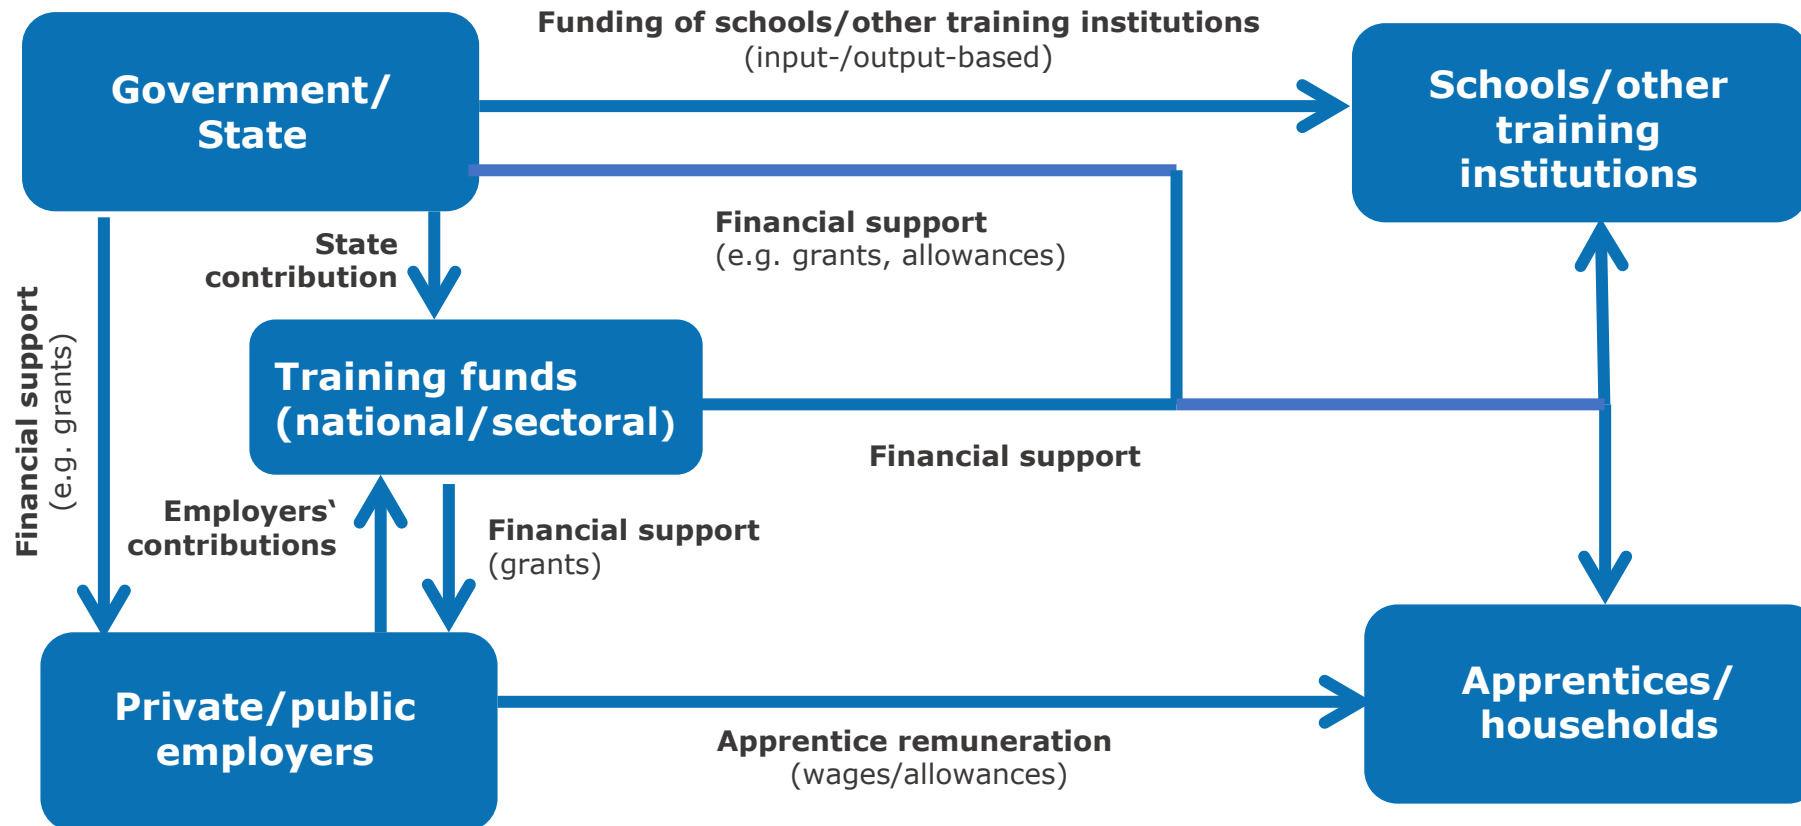 Funding of schools/other training institutions
(input-/output-based)
Government/
State
Schools/other
training
institutions
State
contribution
Financial support
(e.g. grants, allowances)
Financial support
(e.g. grants)
Training funds
(national/sectoral)
Financial support
Employers‘
contributions
Financial support
(grants)
Private/public
employers
Apprentice remuneration
(wages/allowances)
Apprentices/
households